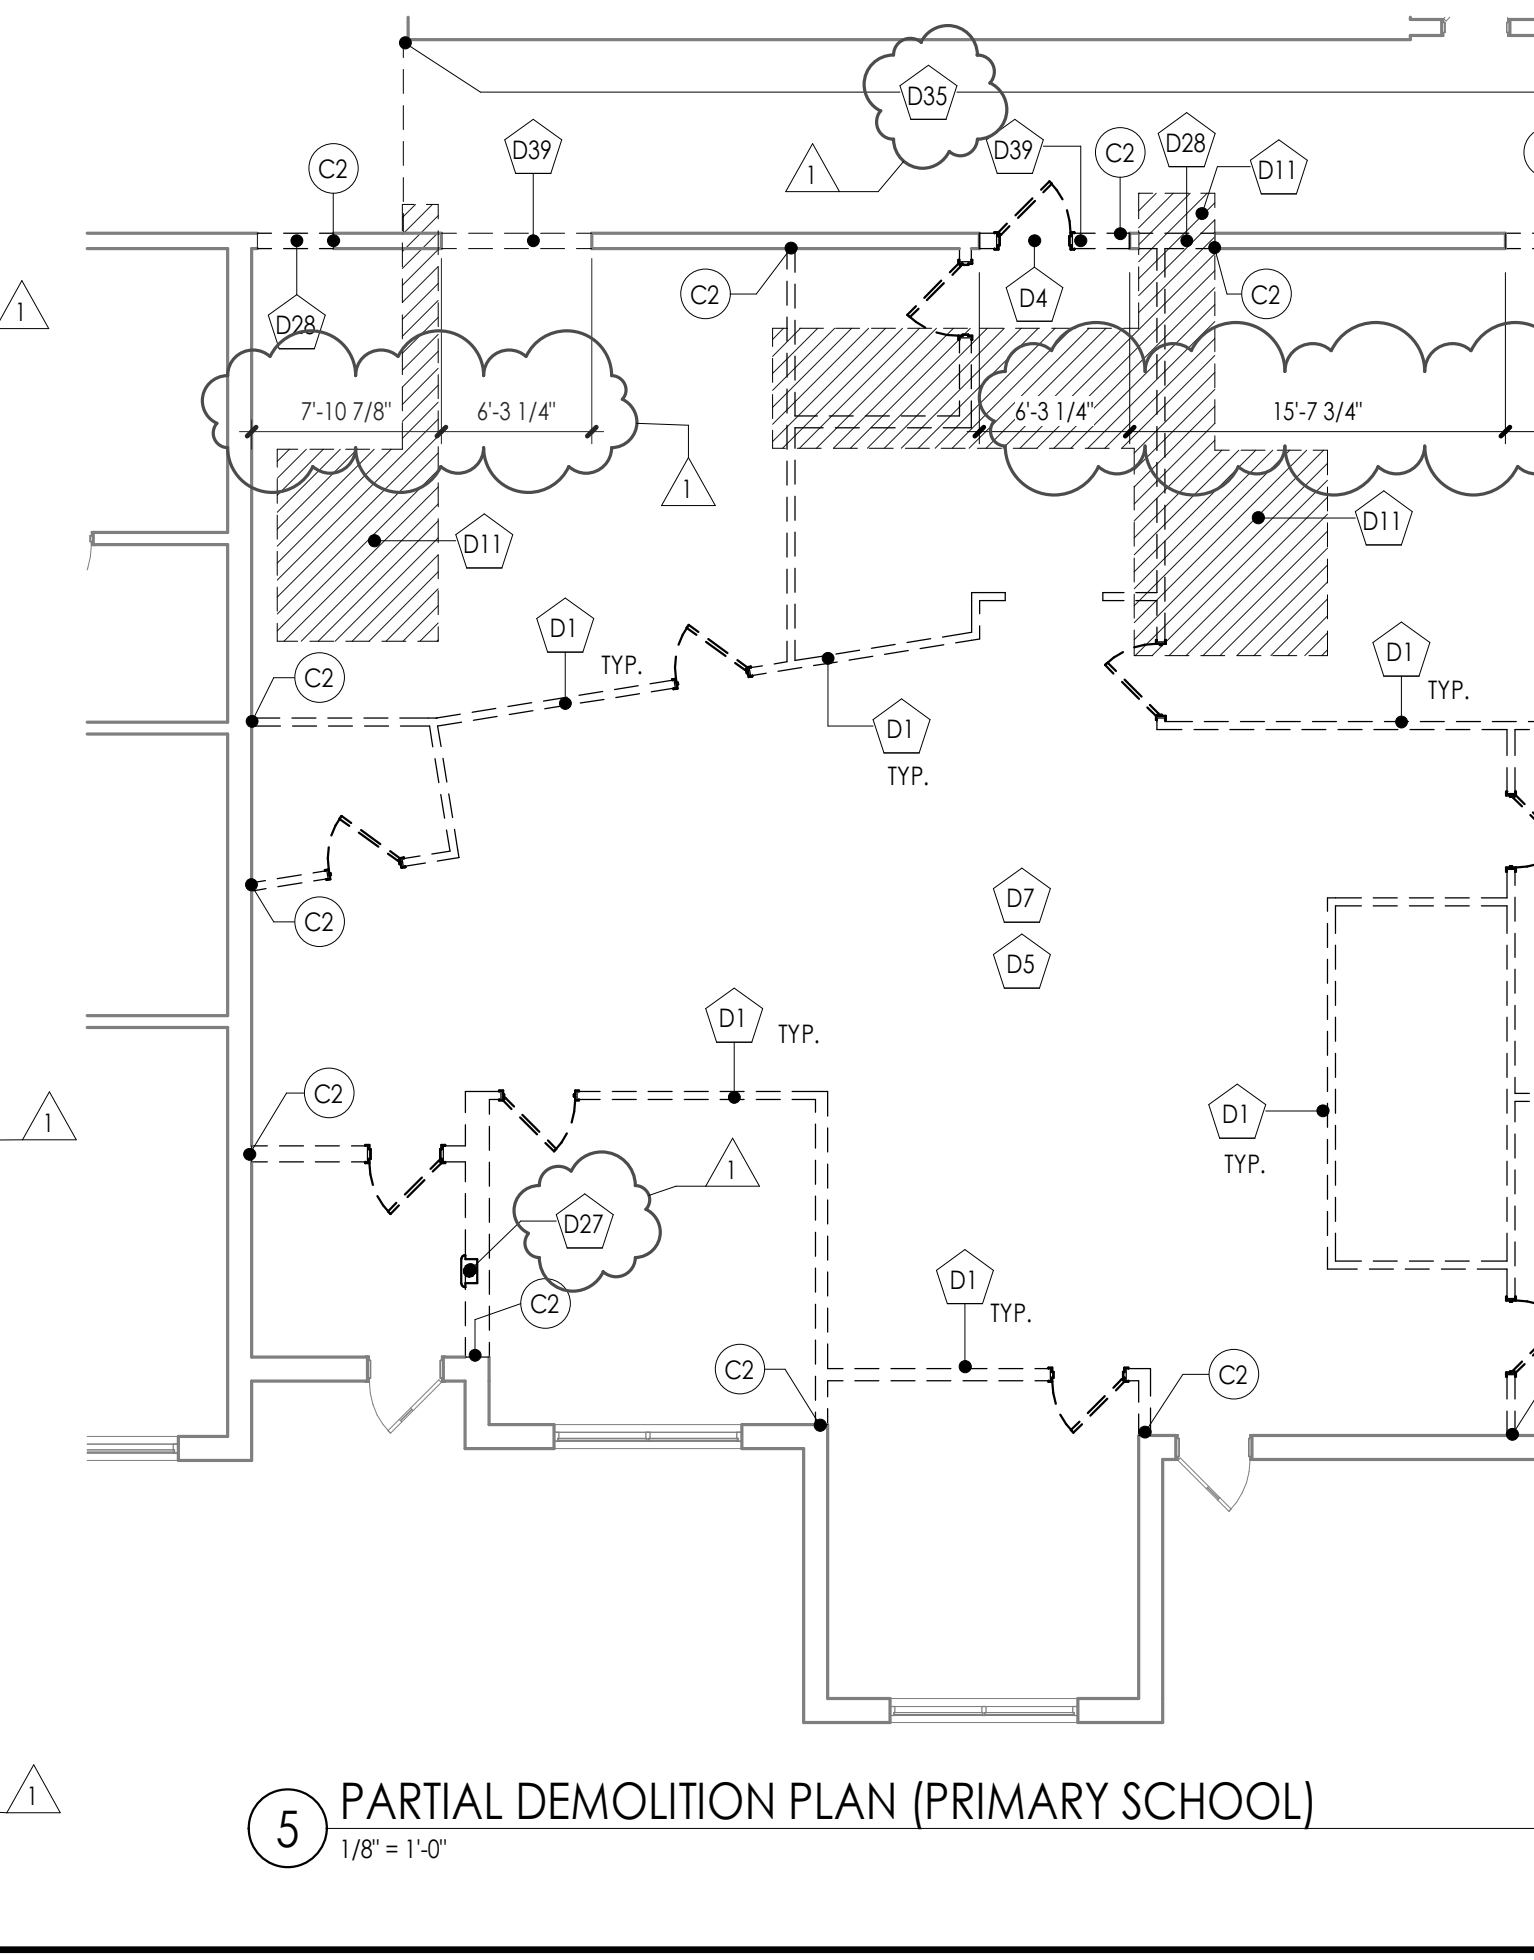 D35
D39
C2
1
D39
C2
D28
D11
1
D28
C2
D4
C2
7'-10 7/8"
6'-3 1/4"
6'-3 1/4"
15'-7 3/4"
1
D11
D11
D1
TYP.
C2
D1
TYP.
D1
TYP.
C2
D7
D5
D1
TYP.
C2
1
D1
TYP.
1
D27
D1
TYP.
C2
C2
C2
1
5
PARTIAL DEMOLITION PLAN (PRIMARY SCHOOL)
1/8" = 1'-0"